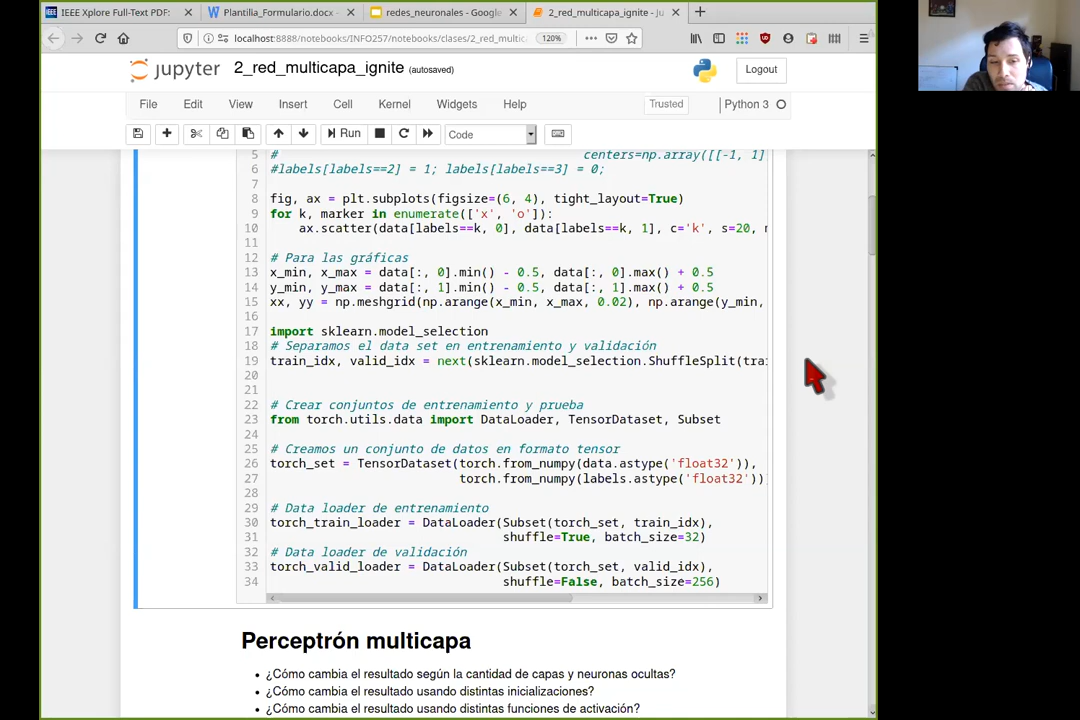 IEEE Xplore Full-Text PDF:
Plantilla_Formulario.docx -
redes_neuronales - Google
2_red_multicapa_ignite - Ju
localhost:8888/notebooks/INFO257/notebooks/clases/2_red_multic
120%
jupyter 2_red_multicapa_ignite (autosaved)
Logout
File Edit View Insert Cell Kernel Widgets Help
Trusted
Python 3
Run
Code
5 # centers=np.array([[-1, 1]
6 #labels[labels==2] = 1; labels[labels==3] = 0;
7
8 fig, ax = plt.subplots(figsize=(6, 4), tight_layout=True)
9 for k, marker in enumerate(['x', 'o']):
10 ax.scatter(data[labels==k, 0], data[labels==k, 1], c='k', s=20, m
11
12 # Para las gráficas
13 x_min, x_max = data[:, 0].min() - 0.5, data[:, 0].max() + 0.5
14 y_min, y_max = data[:, 1].min() - 0.5, data[:, 1].max() + 0.5
15 xx, yy = np.meshgrid(np.arange(x_min, x_max, 0.02), np.arange(y_min,
16
17 import sklearn.model_selection
18 # Separamos el data set en entrenamiento y validación
19 train_idx, valid_idx = next(sklearn.model_selection.ShuffleSplit(trai
20
21
22 # Crear conjuntos de entrenamiento y prueba
23 from torch.utils.data import DataLoader, TensorDataset, Subset
24
25 # Creamos un conjunto de datos en formato tensor
26 torch_set = TensorDataset(torch.from_numpy(data.astype('float32')),
27 torch.from_numpy(labels.astype('float32'))
28
29 # Data loader de entrenamiento
30 torch_train_loader = DataLoader(Subset(torch_set, train_idx),
31 shuffle=True, batch_size=32)
32 # Data loader de validación
33 torch_valid_loader = DataLoader(Subset(torch_set, valid_idx),
34 shuffle=False, batch_size=256)
Perceptrón multicapa
• ¿Cómo cambia el resultado según la cantidad de capas y neuronas ocultas?
• ¿Cómo cambia el resultado usando distintas inicializaciones?
• ¿Cómo cambia el resultado usando distintas funciones de activación?